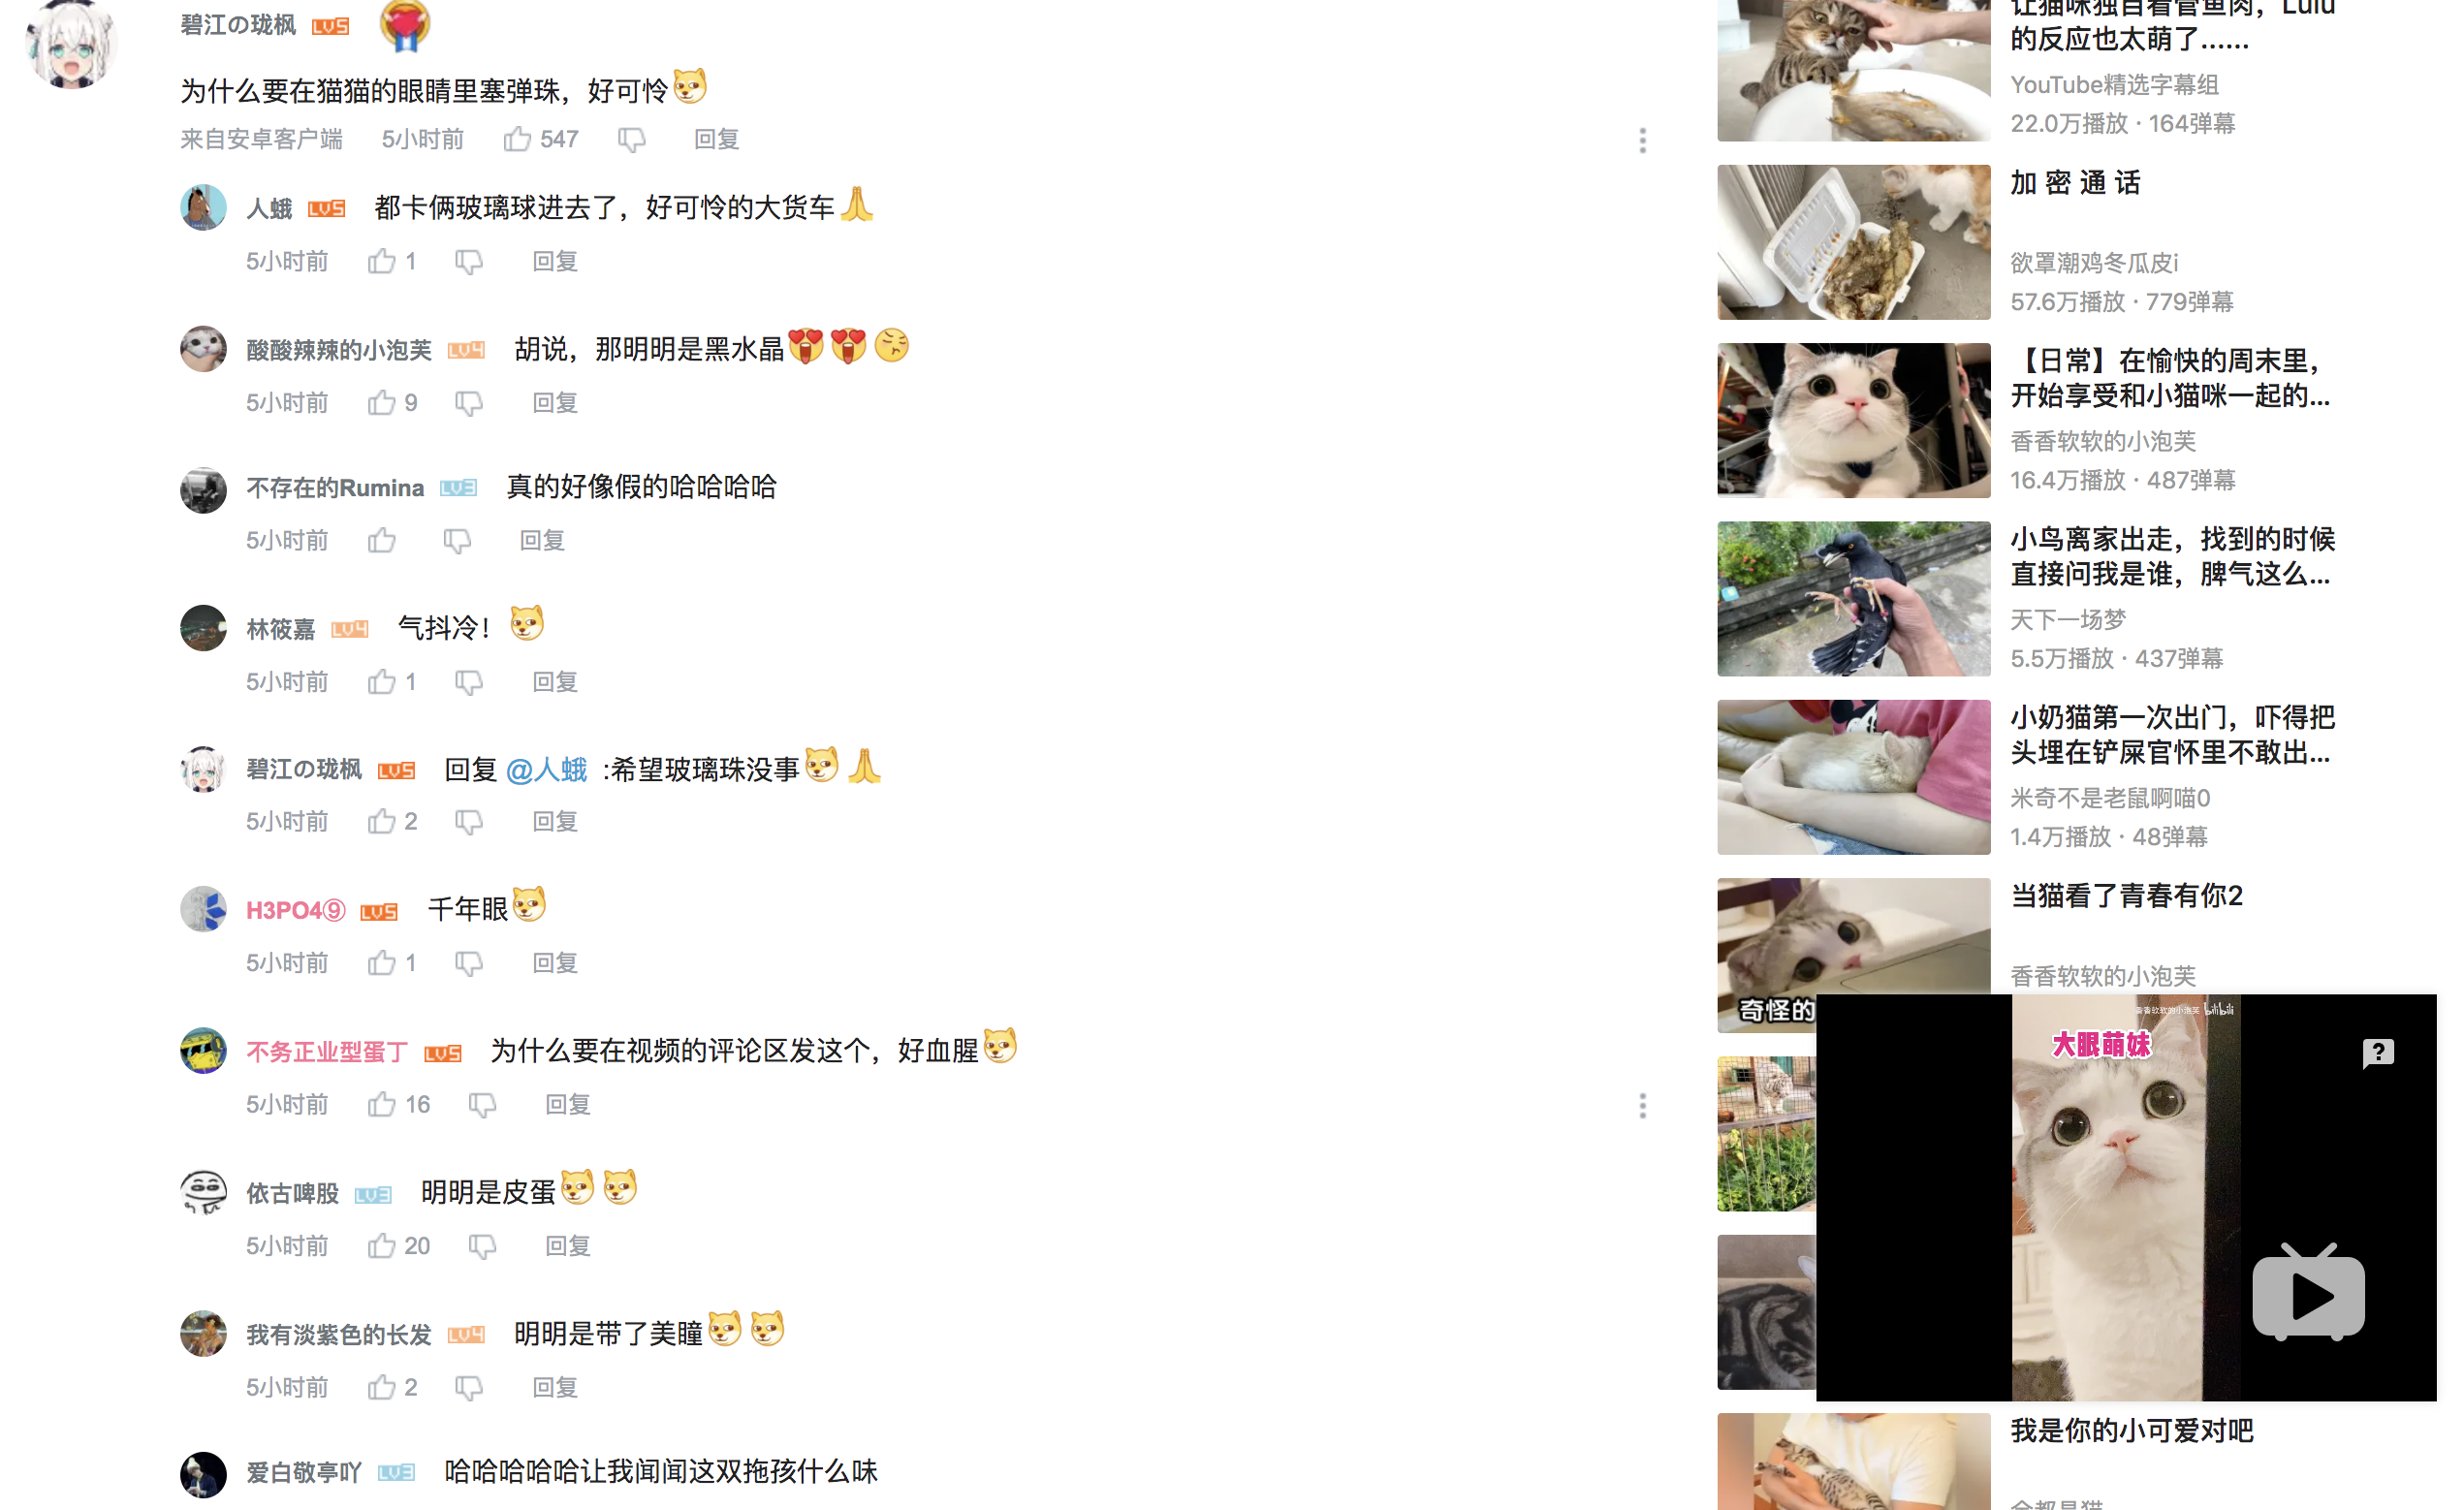 碧江の珑枫 LV5
为什么要在猫猫的眼睛里塞弹珠，好可怜
来自安卓客户端 5小时前 547 回复
人蛾 LV5 都卡俩玻璃球进去了，好可怜的大货车
5小时前 1 回复
酸酸辣辣的小泡芙 LV4 胡说，那明明是黑水晶
5小时前 9 回复
不存在的Rumina LV3 真的好像假的哈哈哈哈
5小时前 回复
林筱嘉 LV4 气抖冷！
5小时前 1 回复
碧江の珑枫 LV5 回复 @人蛾 :希望玻璃珠没事
5小时前 2 回复
H3PO4⑨ LV5 千年眼
5小时前 1 回复
不务正业型蛋丁 LV5 为什么要在视频的评论区发这个，好血腥
5小时前 16 回复
依古啤股 LV3 明明是皮蛋
5小时前 20 回复
我有淡紫色的长发 LV4 明明是带了美瞳
5小时前 2 回复
爱白敬亭吖 LV3 哈哈哈哈哈让我闻闻这双拖孩什么味
让猫咪独自看管鱼肉，Lulu
的反应也太萌了......
YouTube精选字幕组
22.0万播放 · 164弹幕
加 密 通 话
欲罩潮鸡冬瓜皮i
57.6万播放 · 779弹幕
【日常】在愉快的周末里，
开始享受和小猫咪一起的...
香香软软的小泡芙
16.4万播放 · 487弹幕
小鸟离家出走，找到的时候
直接问我是谁，脾气这么...
天下一场梦
5.5万播放 · 437弹幕
小奶猫第一次出门，吓得把
头埋在铲屎官怀里不敢出...
米奇不是老鼠啊喵0
1.4万播放 · 48弹幕
当猫看了青春有你2
香香软软的小泡芙
奇怪的
香香软软的小泡芙 bilibili
大眼萌妹
?
我是你的小可爱对吧